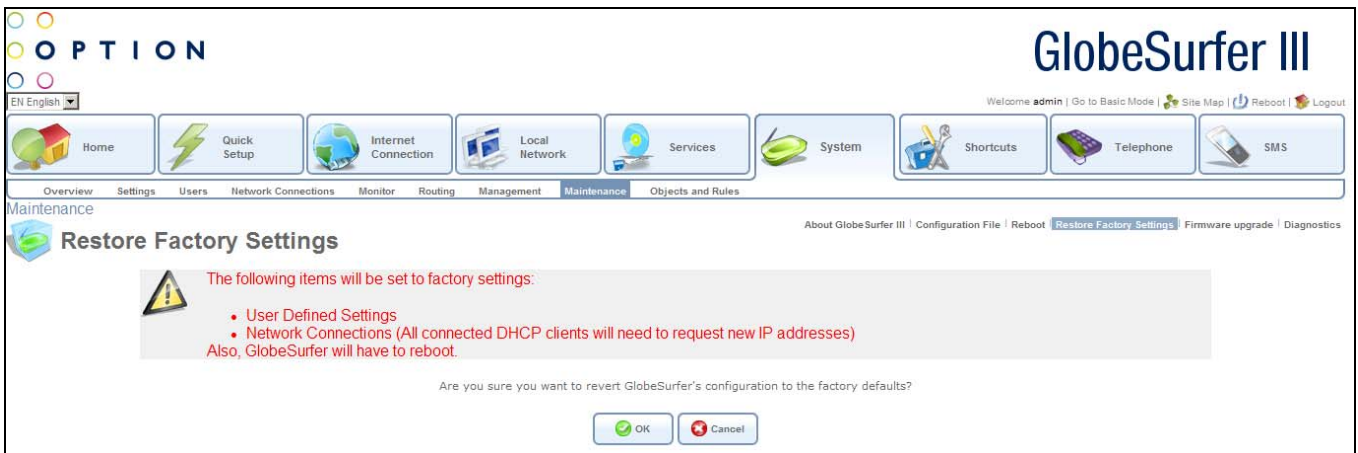 OPTION
GlobeSurfer III
EN English
Welcome admin | Go to Basic Mode | Site Map | Reboot | Logout
Home
Quick Setup
Internet Connection
Local Network
Services
System
Shortcuts
Telephone
SMS
Overview Settings Users Network Connections Monitor Routing Management Maintenance Objects and Rules
Maintenance
About GlobeSurfer III | Configuration File | Reboot | Restore Factory Settings | Firmware upgrade | Diagnostics
Restore Factory Settings
The following items will be set to factory settings:
• User Defined Settings
• Network Connections (All connected DHCP clients will need to request new IP addresses)
Also, GlobeSurfer will have to reboot.
Are you sure you want to revert GlobeSurfer's configuration to the factory defaults?
OK Cancel